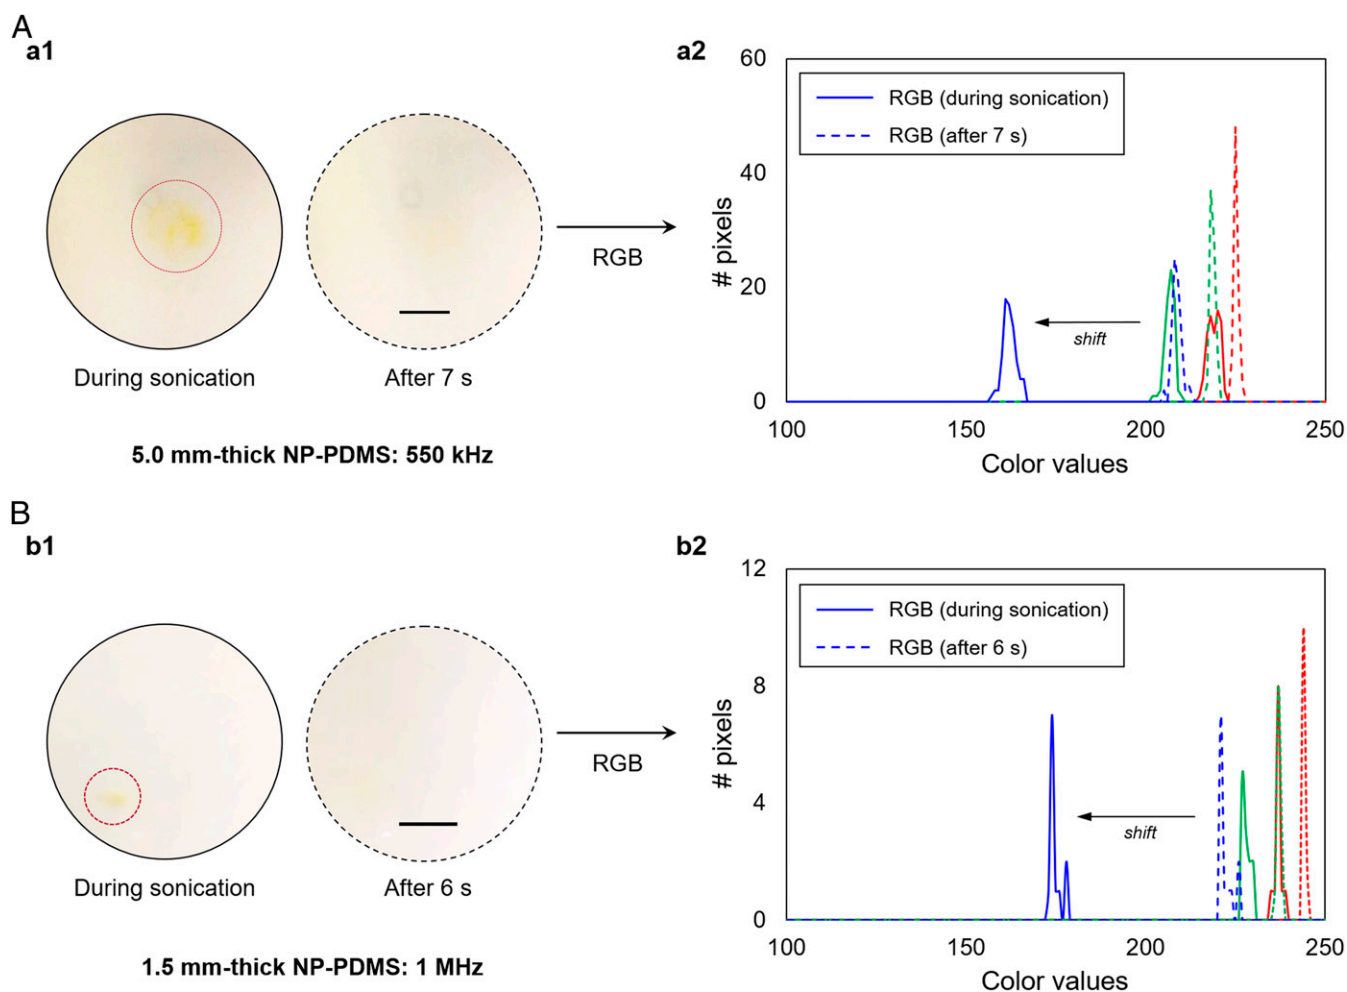 A
a1
During sonication
After 7 s
RGB
5.0 mm-thick NP-PDMS: 550 kHz
a2
60
40
20
0
# pixels
RGB (during sonication)
RGB (after 7 s)
shift
100
150
200
250
Color values
B
b1
During sonication
After 6 s
RGB
1.5 mm-thick NP-PDMS: 1 MHz
b2
12
8
4
0
# pixels
RGB (during sonication)
RGB (after 6 s)
shift
100
150
200
250
Color values